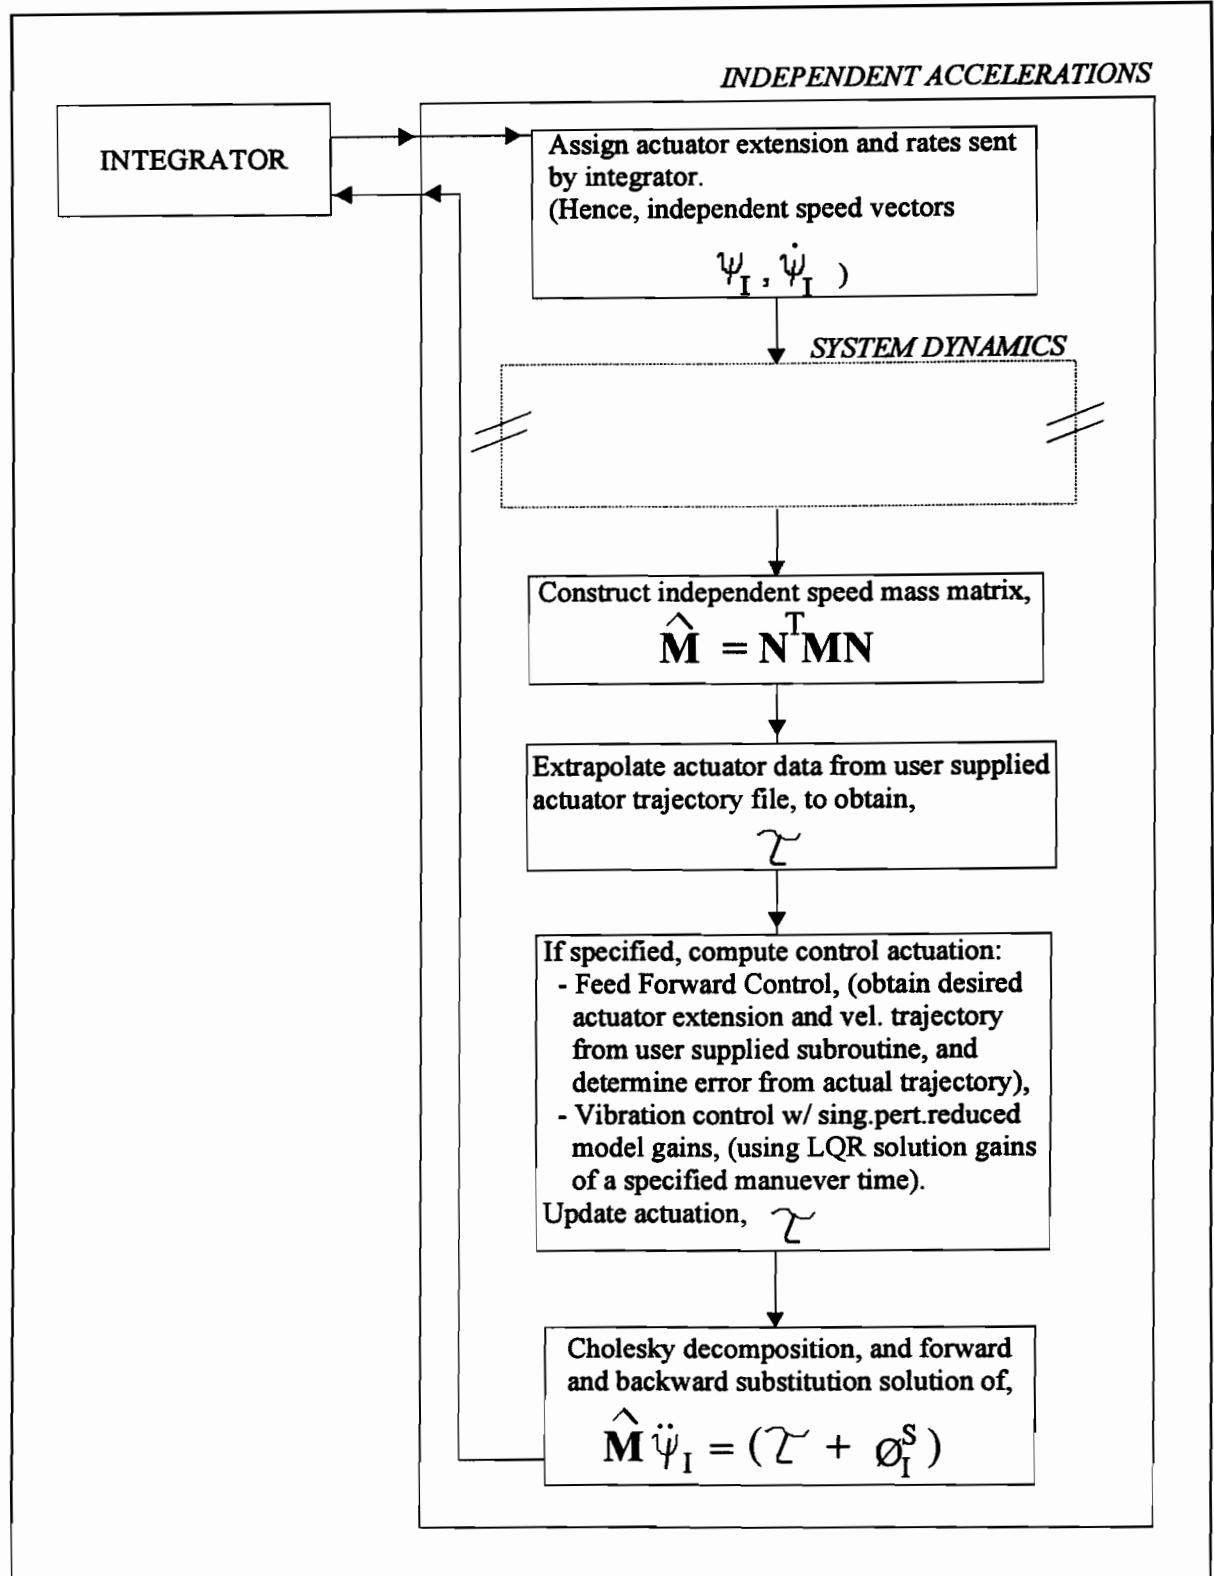 INDEPENDENT ACCELERATIONS
INTEGRATOR
Assign actuator extension and rates sent
by integrator.
(Hence, independent speed vectors
ψ_I , ψ̇_I )
SYSTEM DYNAMICS
Construct independent speed mass matrix,
M̂ = NᵀMN
Extrapolate actuator data from user supplied
actuator trajectory file, to obtain,
τ
If specified, compute control actuation:
- Feed Forward Control, (obtain desired
actuator extension and vel. trajectory
from user supplied subroutine, and
determine error from actual trajectory),
- Vibration control w/ sing.pert.reduced
model gains, (using LQR solution gains
of a specified manuever time).
Update actuation, τ
Cholesky decomposition, and forward
and backward substitution solution of,
M̂ ψ̈_I = (τ + ø_I^S)